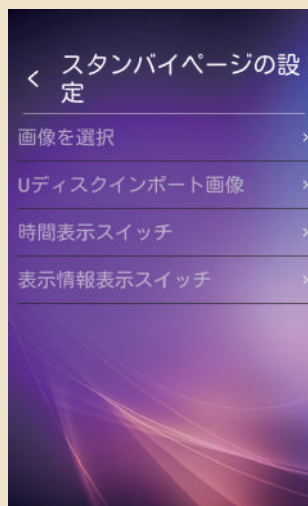 スタンバイページの設
定
画像を選択
Uディスクインポート画像
時間表示スイッチ
表示情報表示スイッチ